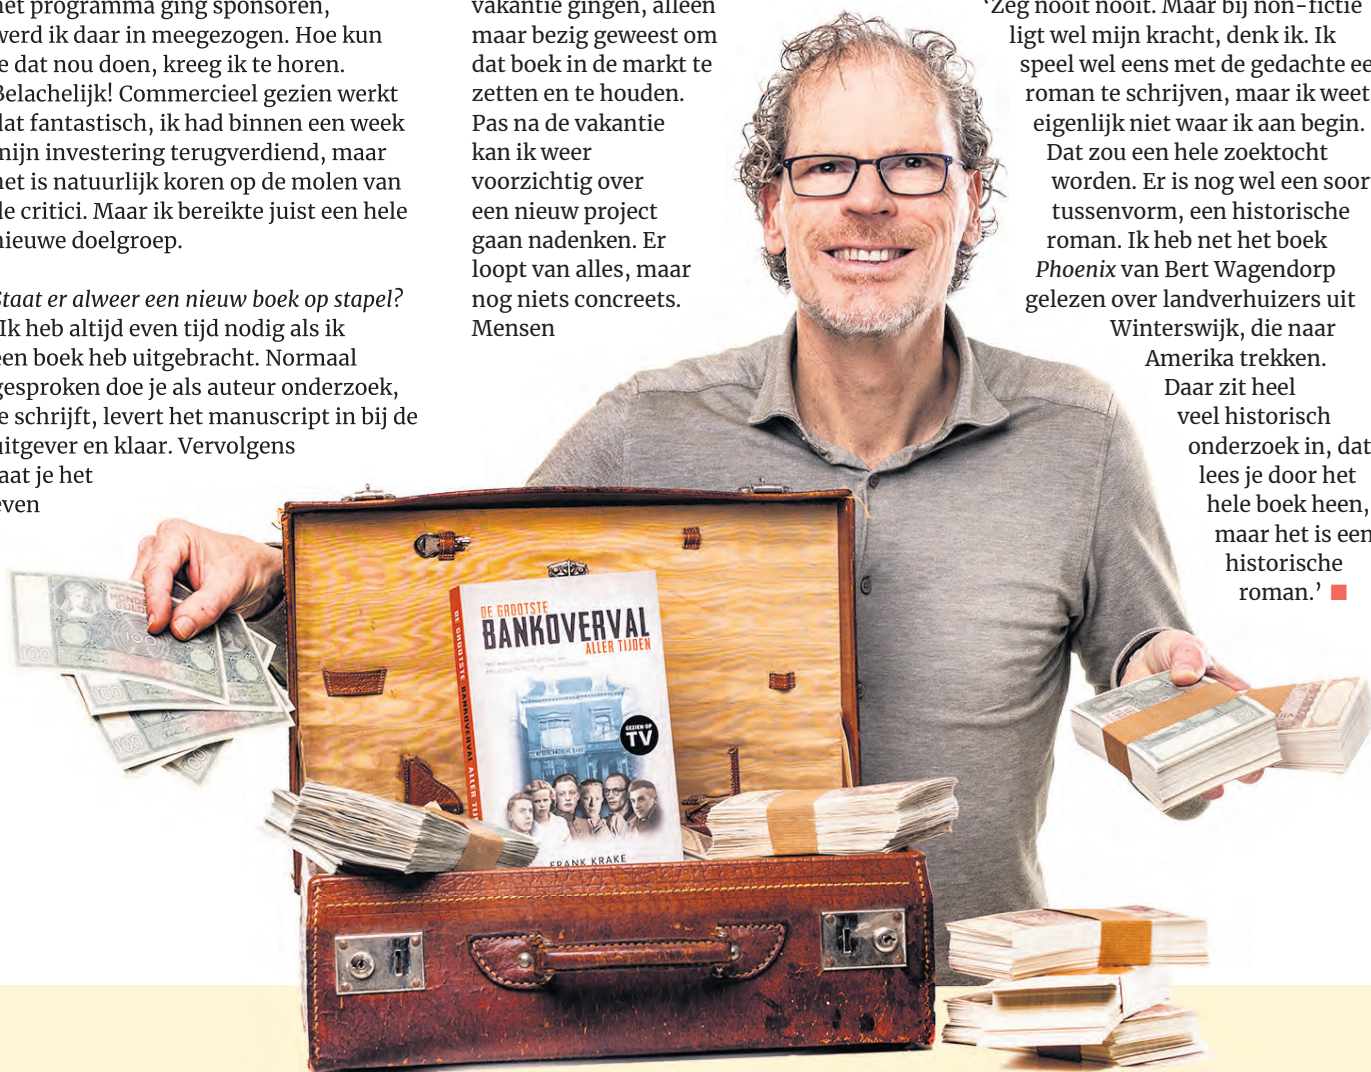 het programma ging sponsoren,
werd ik daar in meegezogen. Hoe kun
je dat nou doen, kreeg ik te horen.
Belachelijk! Commercieel gezien werkt
dat fantastisch, ik had binnen een week
mijn investering terugverdiend, maar
het is natuurlijk koren op de molen van
de critici. Maar ik bereikte juist een hele
nieuwe doelgroep.
Staat er alweer een nieuw boek op stapel?
'Ik heb altijd even tijd nodig als ik
een boek heb uitgebracht. Normaal
gesproken doe je als auteur onderzoek,
je schrijft, levert het manuscript in bij de
uitgever en klaar. Vervolgens
laat je het
even
vakantie gingen, alleen
maar bezig geweest om
dat boek in de markt te
zetten en te houden.
Pas na de vakantie
kan ik weer
voorzichtig over
een nieuw project
gaan nadenken. Er
loopt van alles, maar
nog niets concreets.
Mensen
‘Zeg nooit nooit. Maar bij non-fictie
ligt wel mijn kracht, denk ik. Ik
speel wel eens met de gedachte ee
roman te schrijven, maar ik weet
eigenlijk niet waar ik aan begin.
Dat zou een hele zoektocht
worden. Er is nog wel een soor
tussenvorm, een historische
roman. Ik heb net het boek
Phoenix van Bert Wagendorp
gelezen over landverhuizers uit
Winterswijk, die naar
Amerika trekken.
Daar zit heel
veel historisch
onderzoek in, dat
lees je door het
hele boek heen,
maar het is een
historische
roman.’
DE GROOTSTE
BANKOVERVAL
ALLER TIJDEN
GEZIEN OP
TV
FRANK KRAKE
DE GROOTSTE BANKOVERVAL ALLER TIJ
100
100
100
100